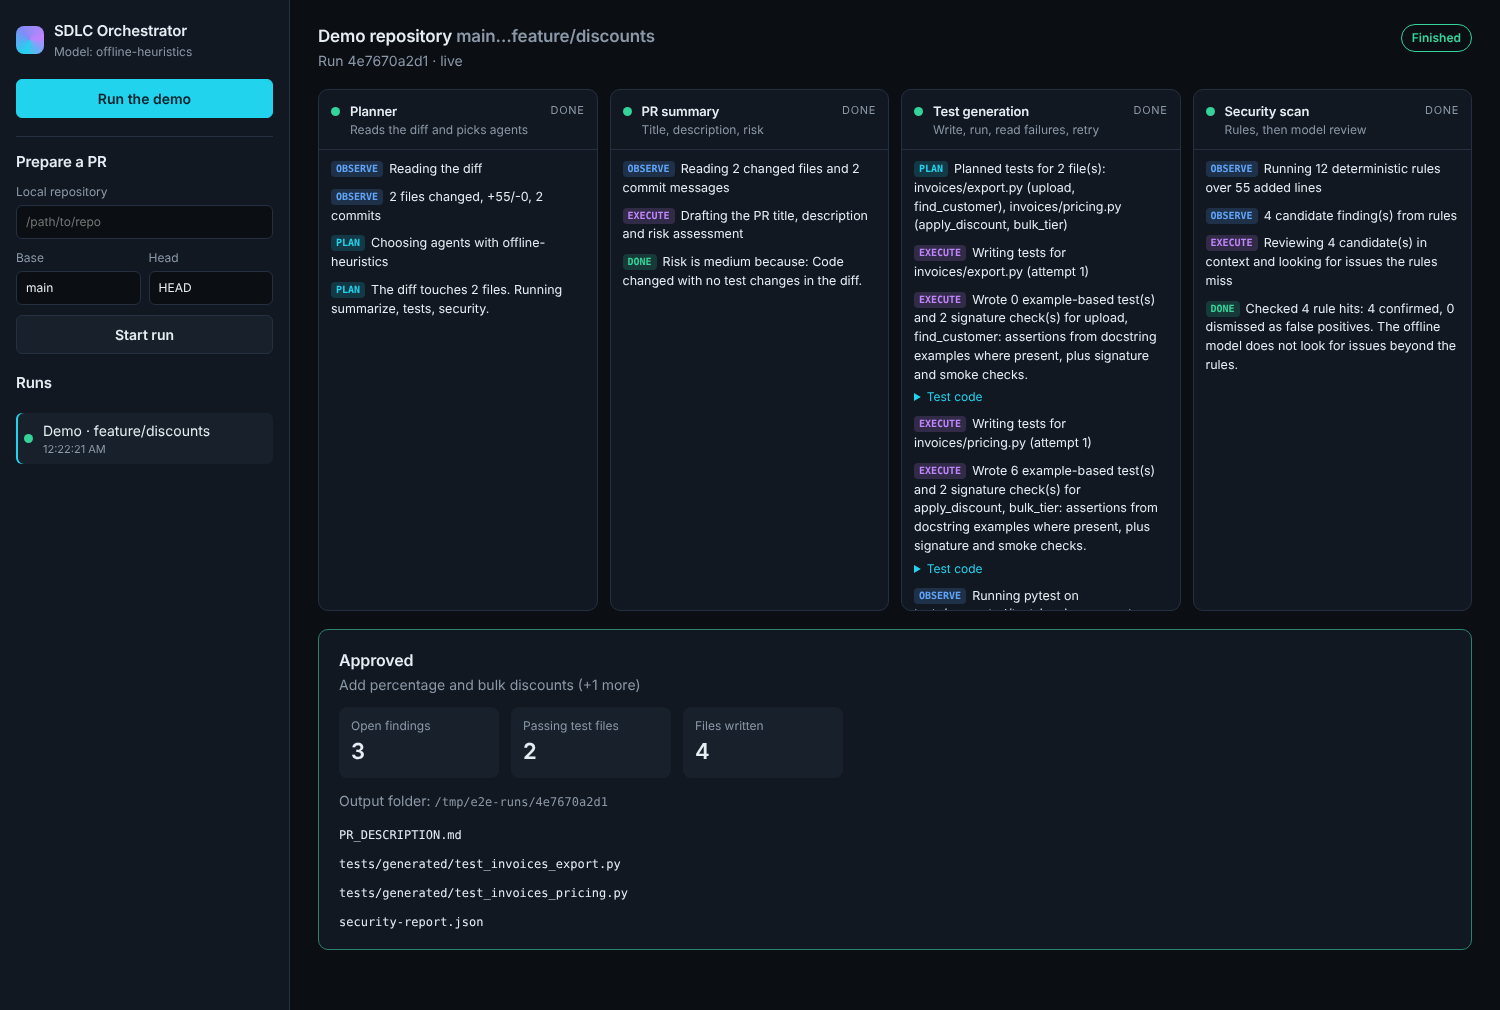 SDLC Orchestrator
Model: offline-heuristics
Run the demo
Prepare a PR
Local repository
/path/to/repo
Base
Head
main
HEAD
Start run
Runs
Demo · feature/discounts
12:22:21 AM
Demo repository main...feature/discounts
Run 4e7670a2d1 · live
Finished
Planner
DONE
Reads the diff and picks agents
OBSERVE Reading the diff
OBSERVE 2 files changed, +55/-0, 2
commits
PLAN Choosing agents with offline-
heuristics
PLAN The diff touches 2 files. Running
summarize, tests, security.
PR summary
DONE
Title, description, risk
OBSERVE Reading 2 changed files and 2
commit messages
EXECUTE Drafting the PR title, description
and risk assessment
DONE Risk is medium because: Code
changed with no test changes in the diff.
Test generation
DONE
Write, run, read failures, retry
PLAN Planned tests for 2 file(s):
invoices/export.py (upload,
find_customer), invoices/pricing.py
(apply_discount, bulk_tier)
EXECUTE Writing tests for
invoices/export.py (attempt 1)
EXECUTE Wrote 0 example-based test(s)
and 2 signature check(s) for upload,
find_customer: assertions from docstring
examples where present, plus signature
and smoke checks.
Test code
EXECUTE Writing tests for
invoices/pricing.py (attempt 1)
EXECUTE Wrote 6 example-based test(s)
and 2 signature check(s) for
apply_discount, bulk_tier: assertions from
docstring examples where present, plus
signature and smoke checks.
Test code
OBSERVE Running pytest on
Security scan
DONE
Rules, then model review
OBSERVE Running 12 deterministic rules
over 55 added lines
OBSERVE 4 candidate finding(s) from rules
EXECUTE Reviewing 4 candidate(s) in
context and looking for issues the rules
miss
DONE Checked 4 rule hits: 4 confirmed, 0
dismissed as false positives. The offline
model does not look for issues beyond the
rules.
Approved
Add percentage and bulk discounts (+1 more)
Open findings
3
Passing test files
2
Files written
4
Output folder: /tmp/e2e-runs/4e7670a2d1
PR_DESCRIPTION.md
tests/generated/test_invoices_export.py
tests/generated/test_invoices_pricing.py
security-report.json